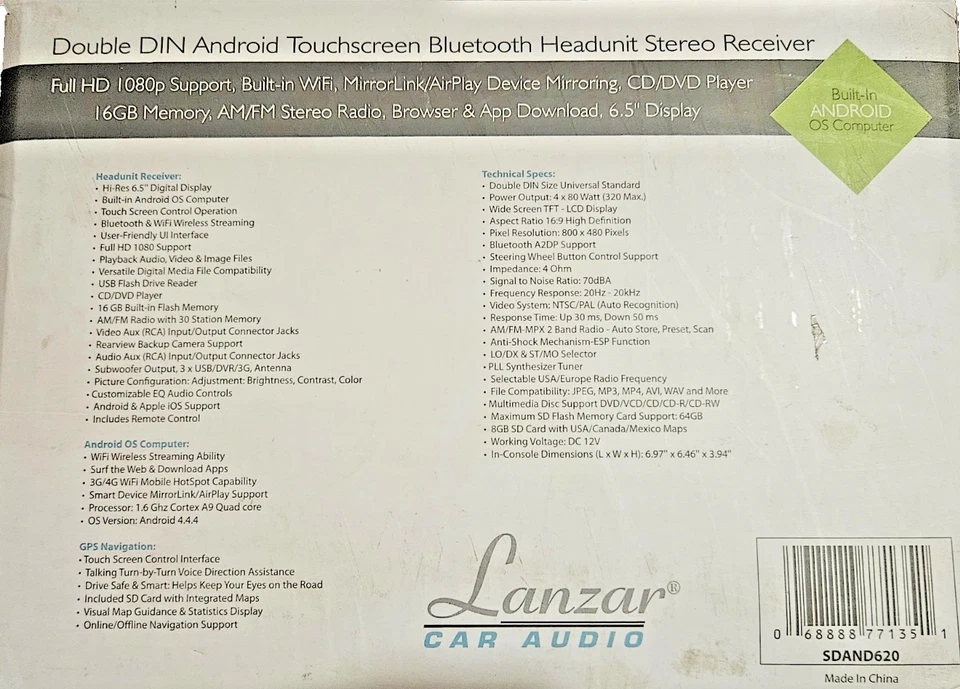 Double DIN Android Touchscreen Bluetooth Headunit Stereo Receiver
Full HD 1080p Support, Built-in WiFi, MirrorLink/AirPlay Device Mirroring, CD/DVD Player
16GB Memory, AM/FM Stereo Radio, Browser & App Download, 6.5" Display
Built-In
ANDROID
OS Computer
Headunit Receiver:
• Hi-Res 6.5" Digital Display
• Built-in Android OS Computer
• Touch Screen Control Operation
• Bluetooth & WiFi Wireless Streaming
• User-Friendly UI Interface
• Full HD 1080 Support
• Playback Audio, Video & Image Files
• Versatile Digital Media File Compatibility
• USB Flash Drive Reader
• CD/DVD Player
• 16 GB Built-in Flash Memory
• AM/FM Radio with 30 Station Memory
• Video Aux (RCA) Input/Output Connector Jacks
• Rearview Backup Camera Support
• Audio Aux (RCA) Input/Output Connector Jacks
• Subwoofer Output, 3 x USB/DVR/3G, Antenna
• Picture Configuration: Adjustment: Brightness, Contrast, Color
• Customizable EQ Audio Controls
• Android & Apple iOS Support
• Includes Remote Control
Android OS Computer:
• WiFi Wireless Streaming Ability
• Surf the Web & Download Apps
• 3G/4G WiFi Mobile HotSpot Capability
• Smart Device MirrorLink/AirPlay Support
• Processor: 1.6 Ghz Cortex A9 Quad core
• OS Version: Android 4.4.4
GPS Navigation:
• Touch Screen Control Interface
• Talking Turn-by-Turn Voice Direction Assistance
• Drive Safe & Smart: Helps Keep Your Eyes on the Road
• Included SD Card with Integrated Maps
• Visual Map Guidance & Statistics Display
• Online/Offline Navigation Support
Technical Specs:
• Double DIN Size Universal Standard
• Power Output: 4 x 80 Watt (320 Max.)
• Wide Screen TFT - LCD Display
• Aspect Ratio 16:9 High Definition
• Pixel Resolution: 800 x 480 Pixels
• Bluetooth A2DP Support
• Steering Wheel Button Control Support
• Impedance: 4 Ohm
• Signal to Noise Ratio: 70dBA
• Frequency Response: 20Hz - 20kHz
• Video System: NTSC/PAL (Auto Recognition)
• Response Time: Up 30 ms, Down 50 ms
• AM/FM-MPX 2 Band Radio - Auto Store, Preset, Scan
• Anti-Shock Mechanism-ESP Function
• LO/DX & ST/MO Selector
• PLL Synthesizer Tuner
• Selectable USA/Europe Radio Frequency
• File Compatibility: JPEG, MP3, MP4, AVI, WAV and More
• Multimedia Disc Support DVD/VCD/CD/CD-R/CD-RW
• Maximum SD Flash Memory Card Support: 64GB
• 8GB SD Card with USA/Canada/Mexico Maps
• Working Voltage: DC 12V
• In-Console Dimensions (L x W x H): 6.97" x 6.46" x 3.94"
Lanzar®
CAR AUDIO
0 68888 77135 1
SDAND620
Made In China